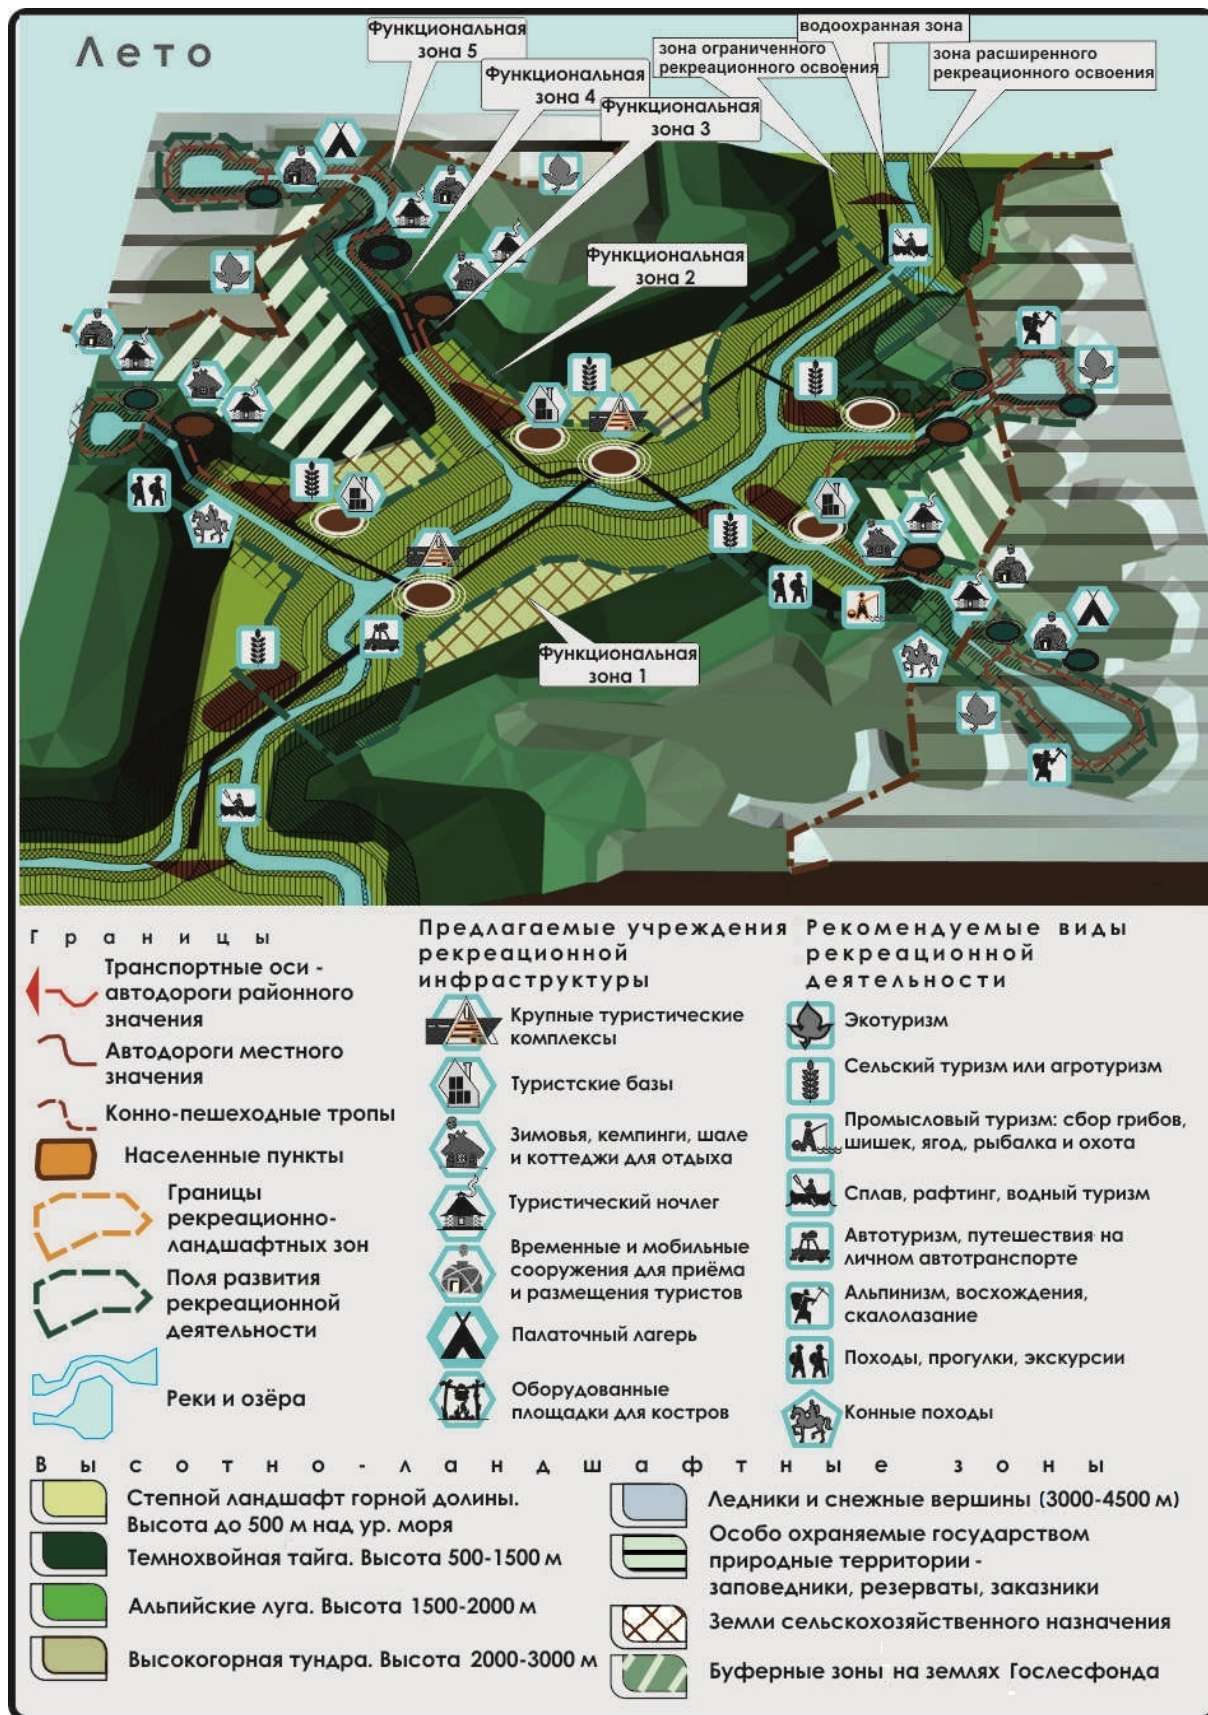 Лето
Функциональная
зона 5
Функциональная
зона 4
Функциональная
зона 3
зона ограниченного
рекреационного освоения
водоохранная зона
зона расширенного
рекреационного освоения
Функциональная
зона 2
Функциональная
зона 1
Границы
Транспортные оси -
автодороги районного
значения
Автодороги местного
значения
Конно-пешеходные тропы
Населенные пункты
Границы
рекреационно-
ландшафтных зон
Поля развития
рекреационной
деятельности
Реки и озёра
Предлагаемые учреждения
рекреационной
инфраструктуры
Крупные туристические
комплексы
Туристские базы
Зимовья, кемпинги, шале
и коттеджи для отдыха
Туристический ночлег
Временные и мобильные
сооружения для приёма
и размещения туристов
Палаточный лагерь
Оборудованные
площадки для костров
Рекомендуемые виды
рекреационной
деятельности
Экотуризм
Сельский туризм или агротуризм
Промысловый туризм: сбор грибов,
шишек, ягод, рыбалка и охота
Сплав, рафтинг, водный туризм
Автотуризм, путешествия на
личном автотранспорте
Альпинизм, восхождения,
скалолазание
Походы, прогулки, экскурсии
Конные походы
Высотно-ландшафтные зоны
Степной ландшафт горной долины.
Высота до 500 м над ур. моря
Темнохвойная тайга. Высота 500-1500 м
Альпийские луга. Высота 1500-2000 м
Высокогорная тундра. Высота 2000-3000 м
Ледники и снежные вершины (3000-4500 м)
Особо охраняемые государством
природные территории -
заповедники, резерваты, заказники
Земли сельскохозяйственного назначения
Буферные зоны на землях Гослесфонда